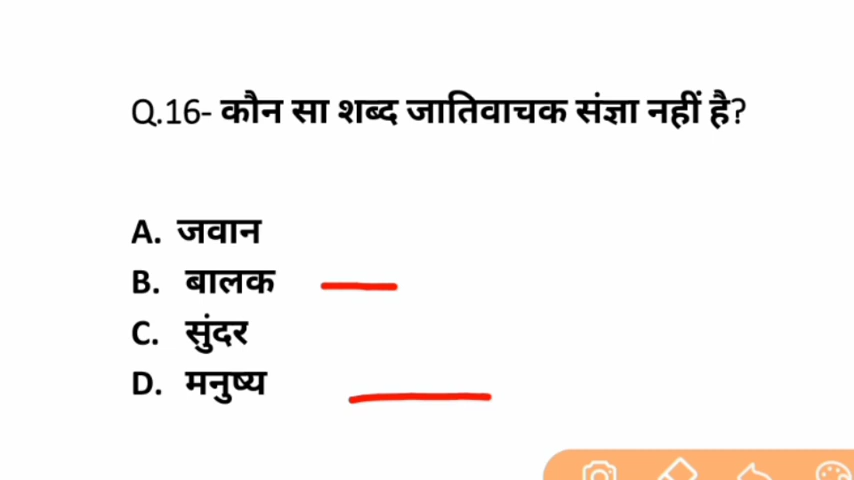 Q.16- कौन सा शब्द जातिवाचक संज्ञा नहीं है?
A. जवान
B. बालक
C. सुंदर
D. मनुष्य